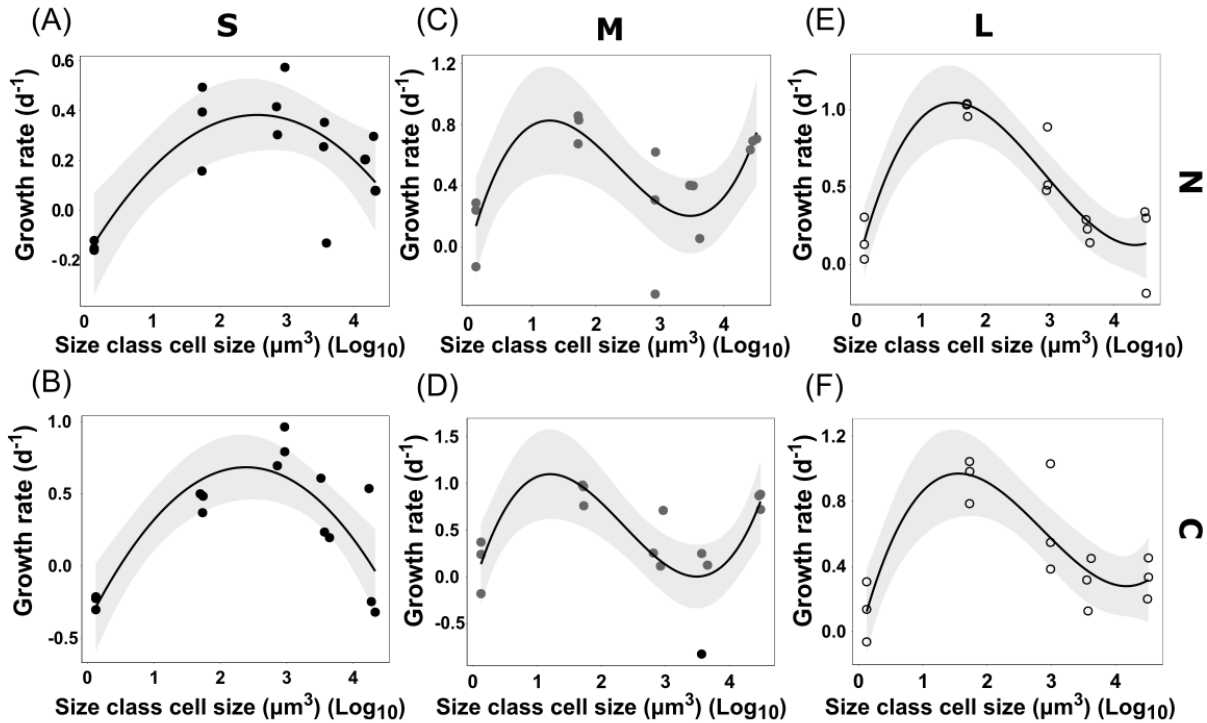 S
M
L
(A)
Growth rate (d⁻¹)
0.6
0.4
0.2
0.0
-0.2
0 1 2 3 4
Size class cell size (μm³) (Log₁₀)
(C)
Growth rate (d⁻¹)
1.2
0.8
0.4
0.0
0 1 2 3 4
Size class cell size (μm³) (Log₁₀)
(E)
Growth rate (d⁻¹)
1.0
0.5
0.0
0 1 2 3 4
Size class cell size (μm³) (Log₁₀)
N
(B)
Growth rate (d⁻¹)
1.0
0.5
0.0
-0.5
0 1 2 3 4
Size class cell size (μm³) (Log₁₀)
(D)
Growth rate (d⁻¹)
1.5
1.0
0.5
0.0
-0.5
0 1 2 3 4
Size class cell size (μm³) (Log₁₀)
(F)
Growth rate (d⁻¹)
1.2
0.8
0.4
0.0
0 1 2 3 4
Size class cell size (μm³) (Log₁₀)
C